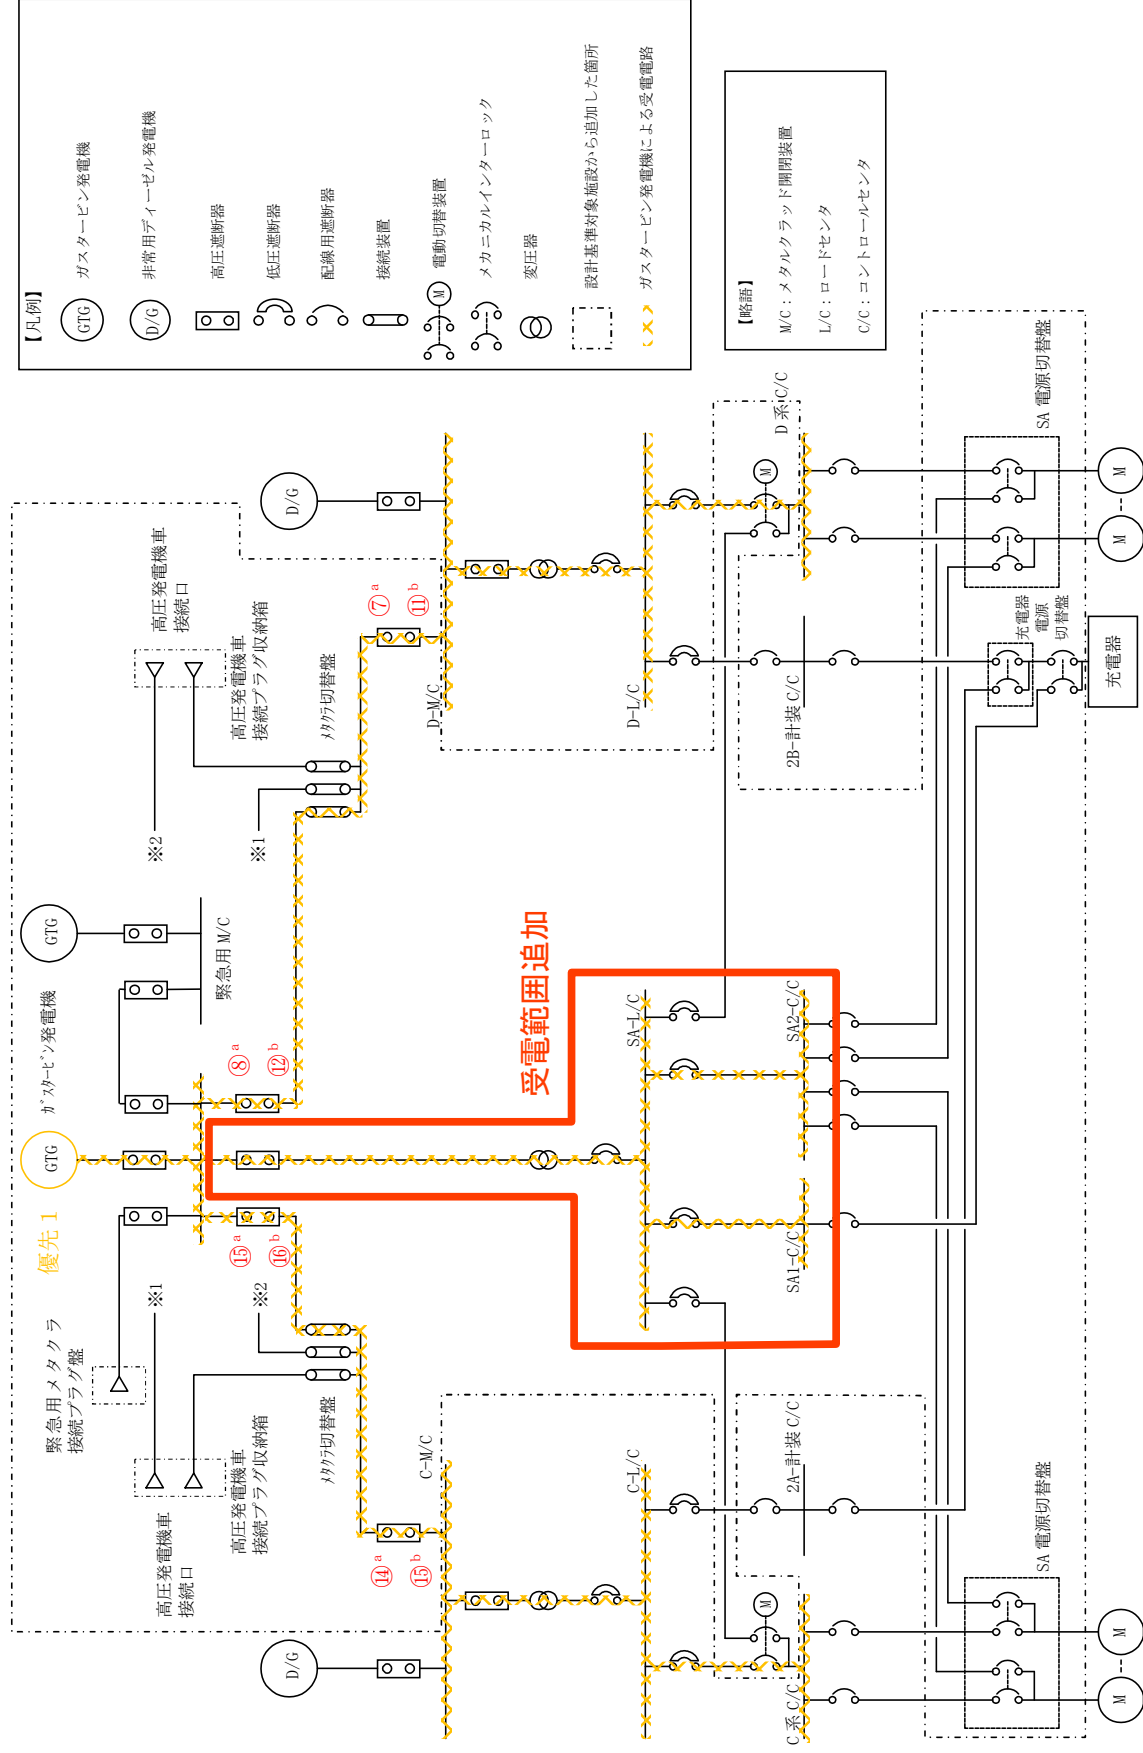 【凡例】
GTG
ガスタービン発電機
D/G
非常用ディーゼル発電機
高圧遮断器
低圧遮断器
配線用遮断器
接続装置
M
電動切替装置
メカニカルインターロック
変圧器
設計基準対象施設から追加した箇所
ガスタービン発電機による受電電路
【略語】
M/C：メタルクラッド開閉装置
L/C：ロードセンタ
C/C：コントロールセンタ
優先1
GTG
ｶﾞｽﾀｰﾋﾞﾝ発電機
GTG
緊急用メタクラ
接続プラグ盤
緊急用 M/C
高圧発電機車
接続口
高圧発電機車
接続プラグ収納箱
※1
※2
⑮a
⑯b
⑧a
⑫b
高圧発電機車
接続口
高圧発電機車
接続プラグ収納箱
※2
※1
ﾒﾀｸﾗ切替盤
ﾒﾀｸﾗ切替盤
⑭a
⑮b
⑦a
⑪b
D/G
D/G
C-M/C
D-M/C
受電範囲追加
C-L/C
SA-L/C
D-L/C
M
M
C 系 C/C
2A-計装 C/C
SA1-C/C
SA2-C/C
2B-計装 C/C
D 系 C/C
SA 電源切替盤
充電器
電源
切替盤
SA 電源切替盤
M
M
充電器
M
M